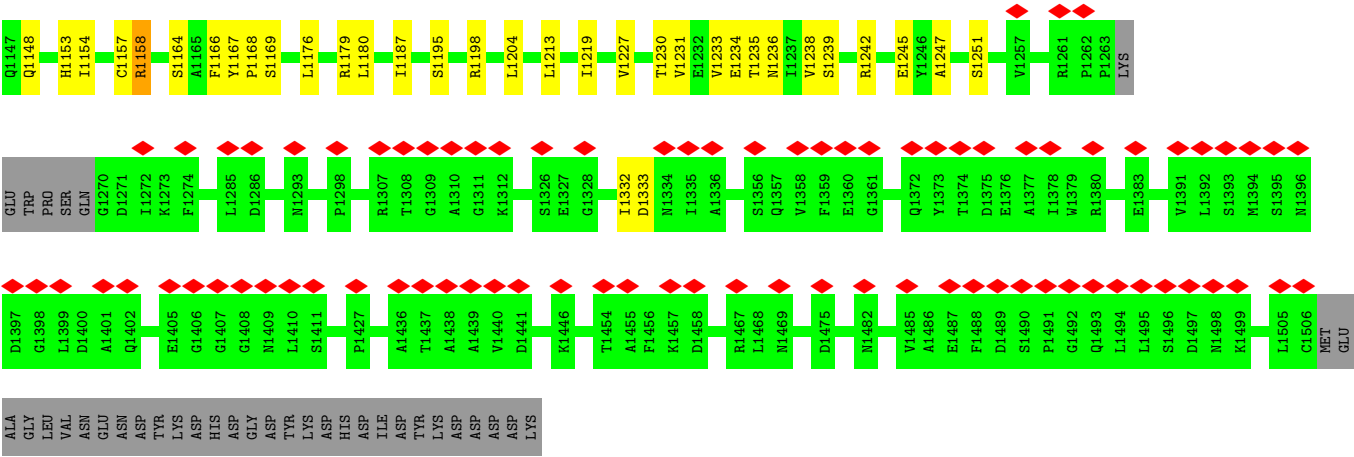 Q1147 Q1148 H1153 I1154 C1157 R1158 S1164 A1165 F1166 Y1167 P1168 S1169 L1176 R1179 L1180 I1187 S1195 R1198 L1204 L1213 I1219 V1227 T1230 V1231 E1232 V1233 E1234 T1235 N1236 I1237 V1238 S1239 R1242 E1245 Y1246 A1247 S1251 V1257 R1261 P1262 P1263 LYS
GLU TRP PRO SER GLN G1270 D1271 I1272 K1273 F1274 L1285 D1286 N1293 P1298 R1307 T1308 G1309 A1310 G1311 K1312 S1326 E1327 G1328 I1332 D1333 N1334 I1335 A1336 S1356 Q1357 V1358 F1359 E1360 G1361 Q1372 Y1373 T1374 D1375 E1376 A1377 I1378 W1379 R1380 E1383 V1391 L1392 S1393 M1394 S1395 N1396
D1397 G1398 L1399 D1400 A1401 Q1402 E1405 G1406 G1407 G1408 N1409 L1410 S1411 P1427 A1436 T1437 A1438 A1439 V1440 D1441 K1446 T1454 A1455 F1456 K1457 D1458 R1467 L1468 N1469 D1475 N1482 V1485 A1486 E1487 F1488 D1489 S1490 P1491 G1492 Q1493 L1494 L1495 S1496 D1497 N1498 K1499 L1505 C1506 MET GLU
ALA GLY LEU VAL ASN GLU ASN ASP TYR LYS ASP HIS ASP GLY ASP TYR LYS ASP HIS ASP ILE ASP TYR LYS ASP ASP ASP ASP LYS